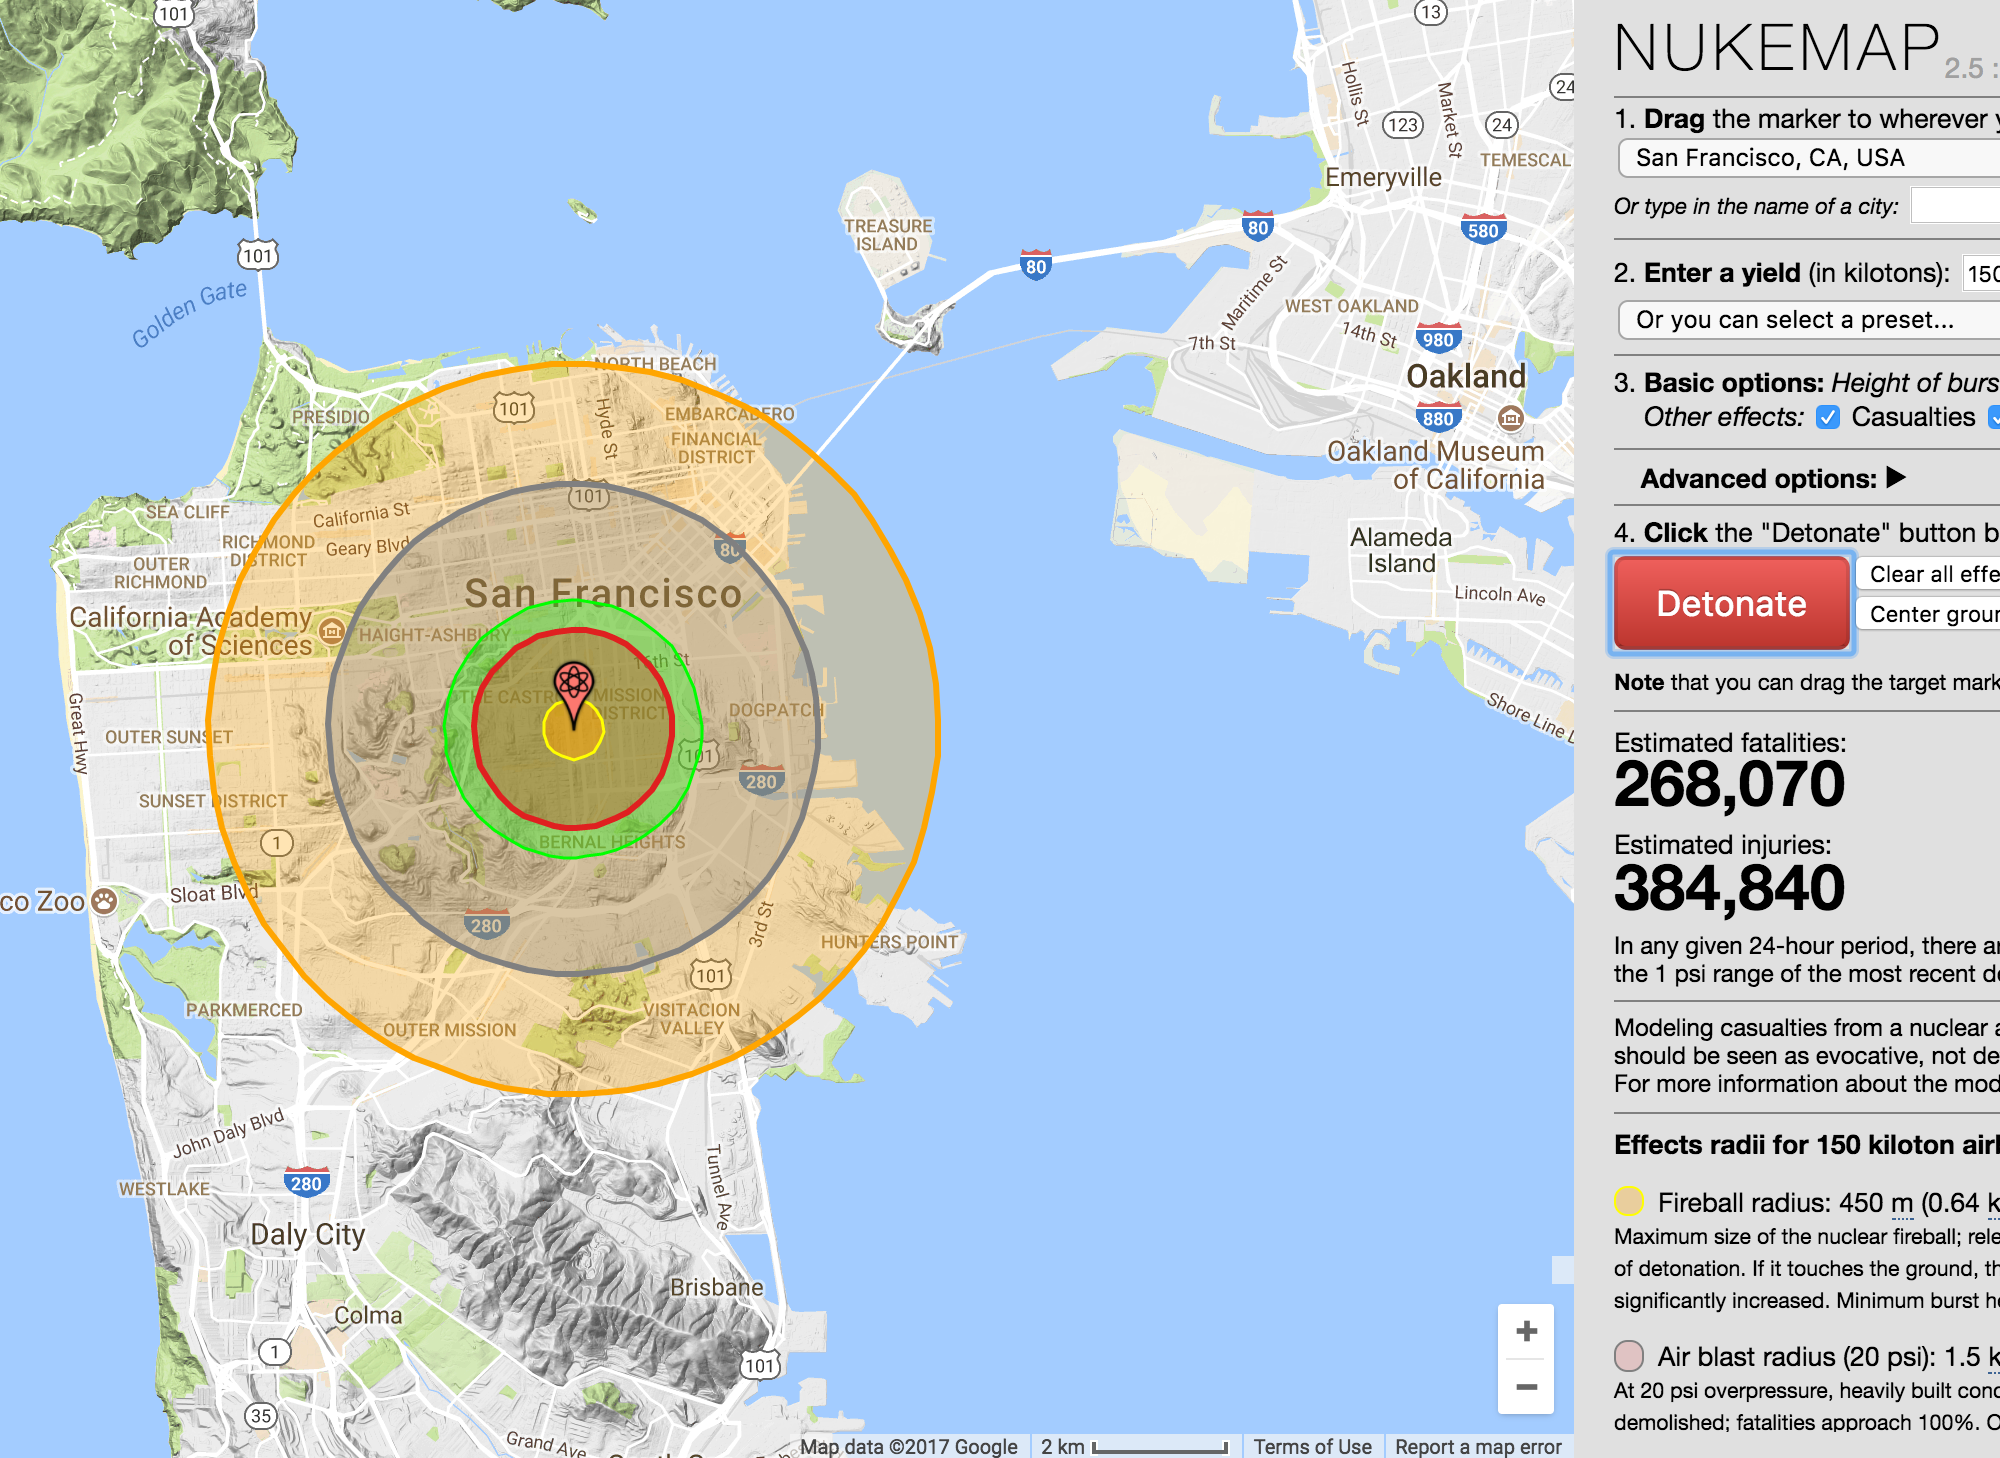 101
13
Hollis St
Market St
24
123
24
TEMESCAL
Emeryville
TREASURE
ISLAND
101
80
80
580
Golden Gate
Maritime St
WEST OAKLAND
14th St
980
7th St
Oakland
NORTH BEACH
PRESIDIO
101
Hyde St
EMBARCADERO
880
FINANCIAL
DISTRICT
Oakland Museum
of California
101
SEA CLIFF
California St
RICHMOND
DISTRICT
Geary Blvd
80
Alameda
Island
OUTER
RICHMOND
San Francisco
Lincoln Ave
California Academy
of Sciences
HAIGHT-ASHBURY
16th St
THE CASTR
MISSION
DISTRICT
DOGPATCH
Great Hwy
Shore Line D
OUTER SUNSET
101
280
SUNSET DISTRICT
1
BERNAL HEIGHTS
Sloat Blvd
co Zoo
280
3rd St
HUNTERS POINT
101
PARKMERCED
OUTER MISSION
VISITACION
VALLEY
John Daly Blvd
Tunnel Ave
280
WESTLAKE
Daly City
Brisbane
Colma
1
101
35
Grand Ave
+
−
Map data ©2017 Google
2 km
Terms of Use
Report a map error
NUKEMAP 2.5 :
1. Drag the marker to wherever y
San Francisco, CA, USA
Or type in the name of a city:
2. Enter a yield (in kilotons): 150
Or you can select a preset...
3. Basic options: Height of burs
Other effects: Casualties
Advanced options: ▶
4. Click the "Detonate" button b
Detonate
Clear all effe
Center groun
Note that you can drag the target mark
Estimated fatalities:
268,070
Estimated injuries:
384,840
In any given 24-hour period, there ar
the 1 psi range of the most recent de
Modeling casualties from a nuclear a
should be seen as evocative, not de
For more information about the mod
Effects radii for 150 kiloton airb
Fireball radius: 450 m (0.64 k
Maximum size of the nuclear fireball; rele
of detonation. If it touches the ground, th
significantly increased. Minimum burst he
Air blast radius (20 psi): 1.5 k
At 20 psi overpressure, heavily built conc
demolished; fatalities approach 100%. O